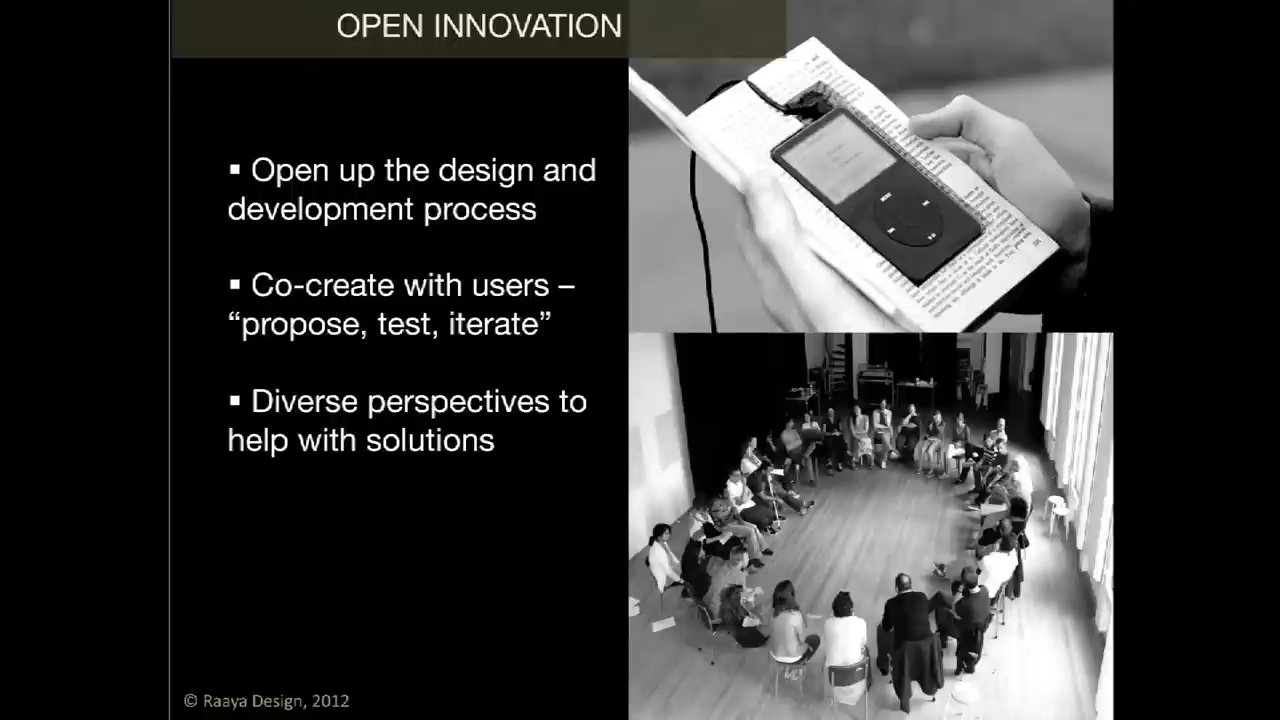 OPEN INNOVATION
▪ Open up the design and
development process
▪ Co-create with users –
“propose, test, iterate”
▪ Diverse perspectives to
help with solutions
© Raaya Design, 2012